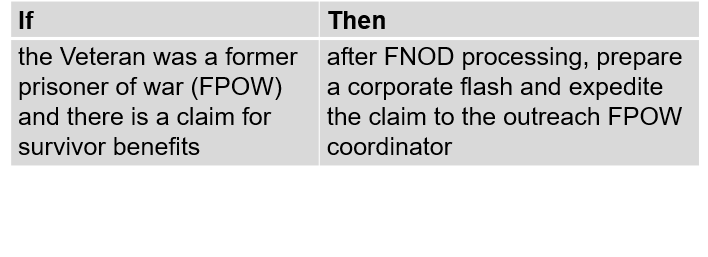 If
Then
the Veteran was a former
prisoner of war (FPOW)
and there is a claim for
survivor benefits
after FNOD processing, prepare
a corporate flash and expedite
the claim to the outreach FPOW
coordinator